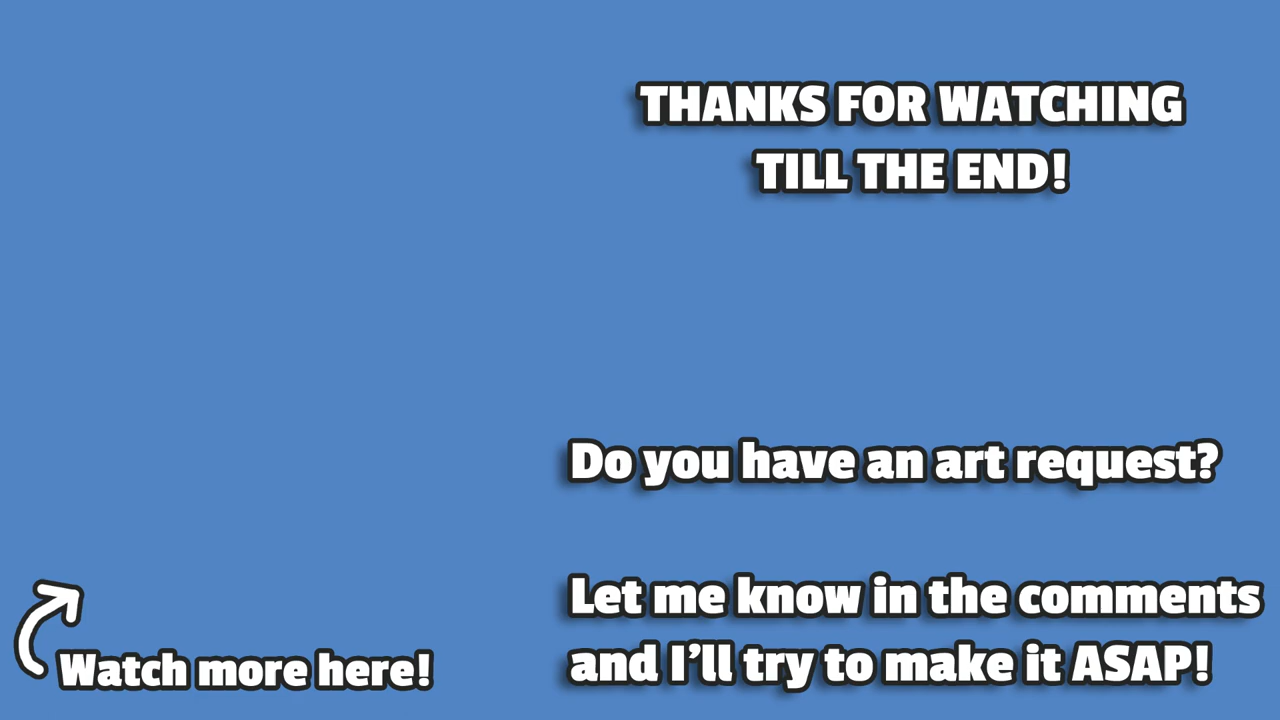 THANKS FOR WATCHING
TILL THE END!
Do you have an art request?
Let me know in the comments
and I'll try to make it ASAP!
Watch more here!